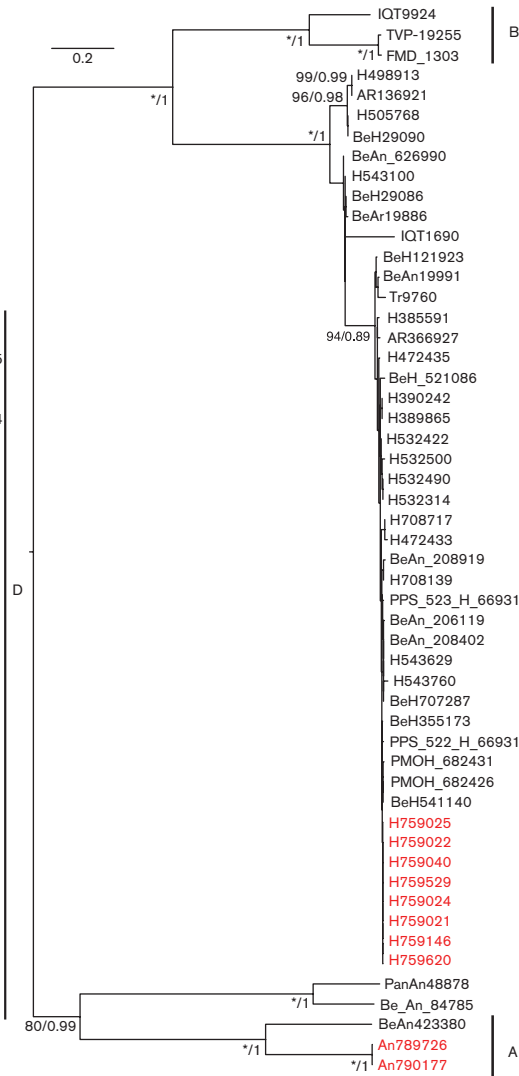 IQT9924
B
*/1
TVP-19255
*/1
FMD_1303
0.2
99/0.99
H498913
*/1
96/0.98
AR136921
H505768
*/1
BeH29090
BeAn_626990
H543100
BeH29086
BeAr19886
IQT1690
BeH121923
BeAn19991
Tr9760
H385591
94/0.89
AR366927
H472435
BeH_521086
H390242
H389865
H532422
H532500
H532490
H532314
H708717
H472433
BeAn_208919
H708139
D
PPS_523_H_66931
BeAn_206119
BeAn_208402
H543629
H543760
BeH707287
BeH355173
PPS_522_H_66931
PMOH_682431
PMOH_682426
BeH541140
H759025
H759022
H759040
H759529
H759024
H759021
H759146
H759620
PanAn48878
*/1
Be_An_84785
80/0.99
BeAn423380
*/1
An789726
A
*/1
An790177